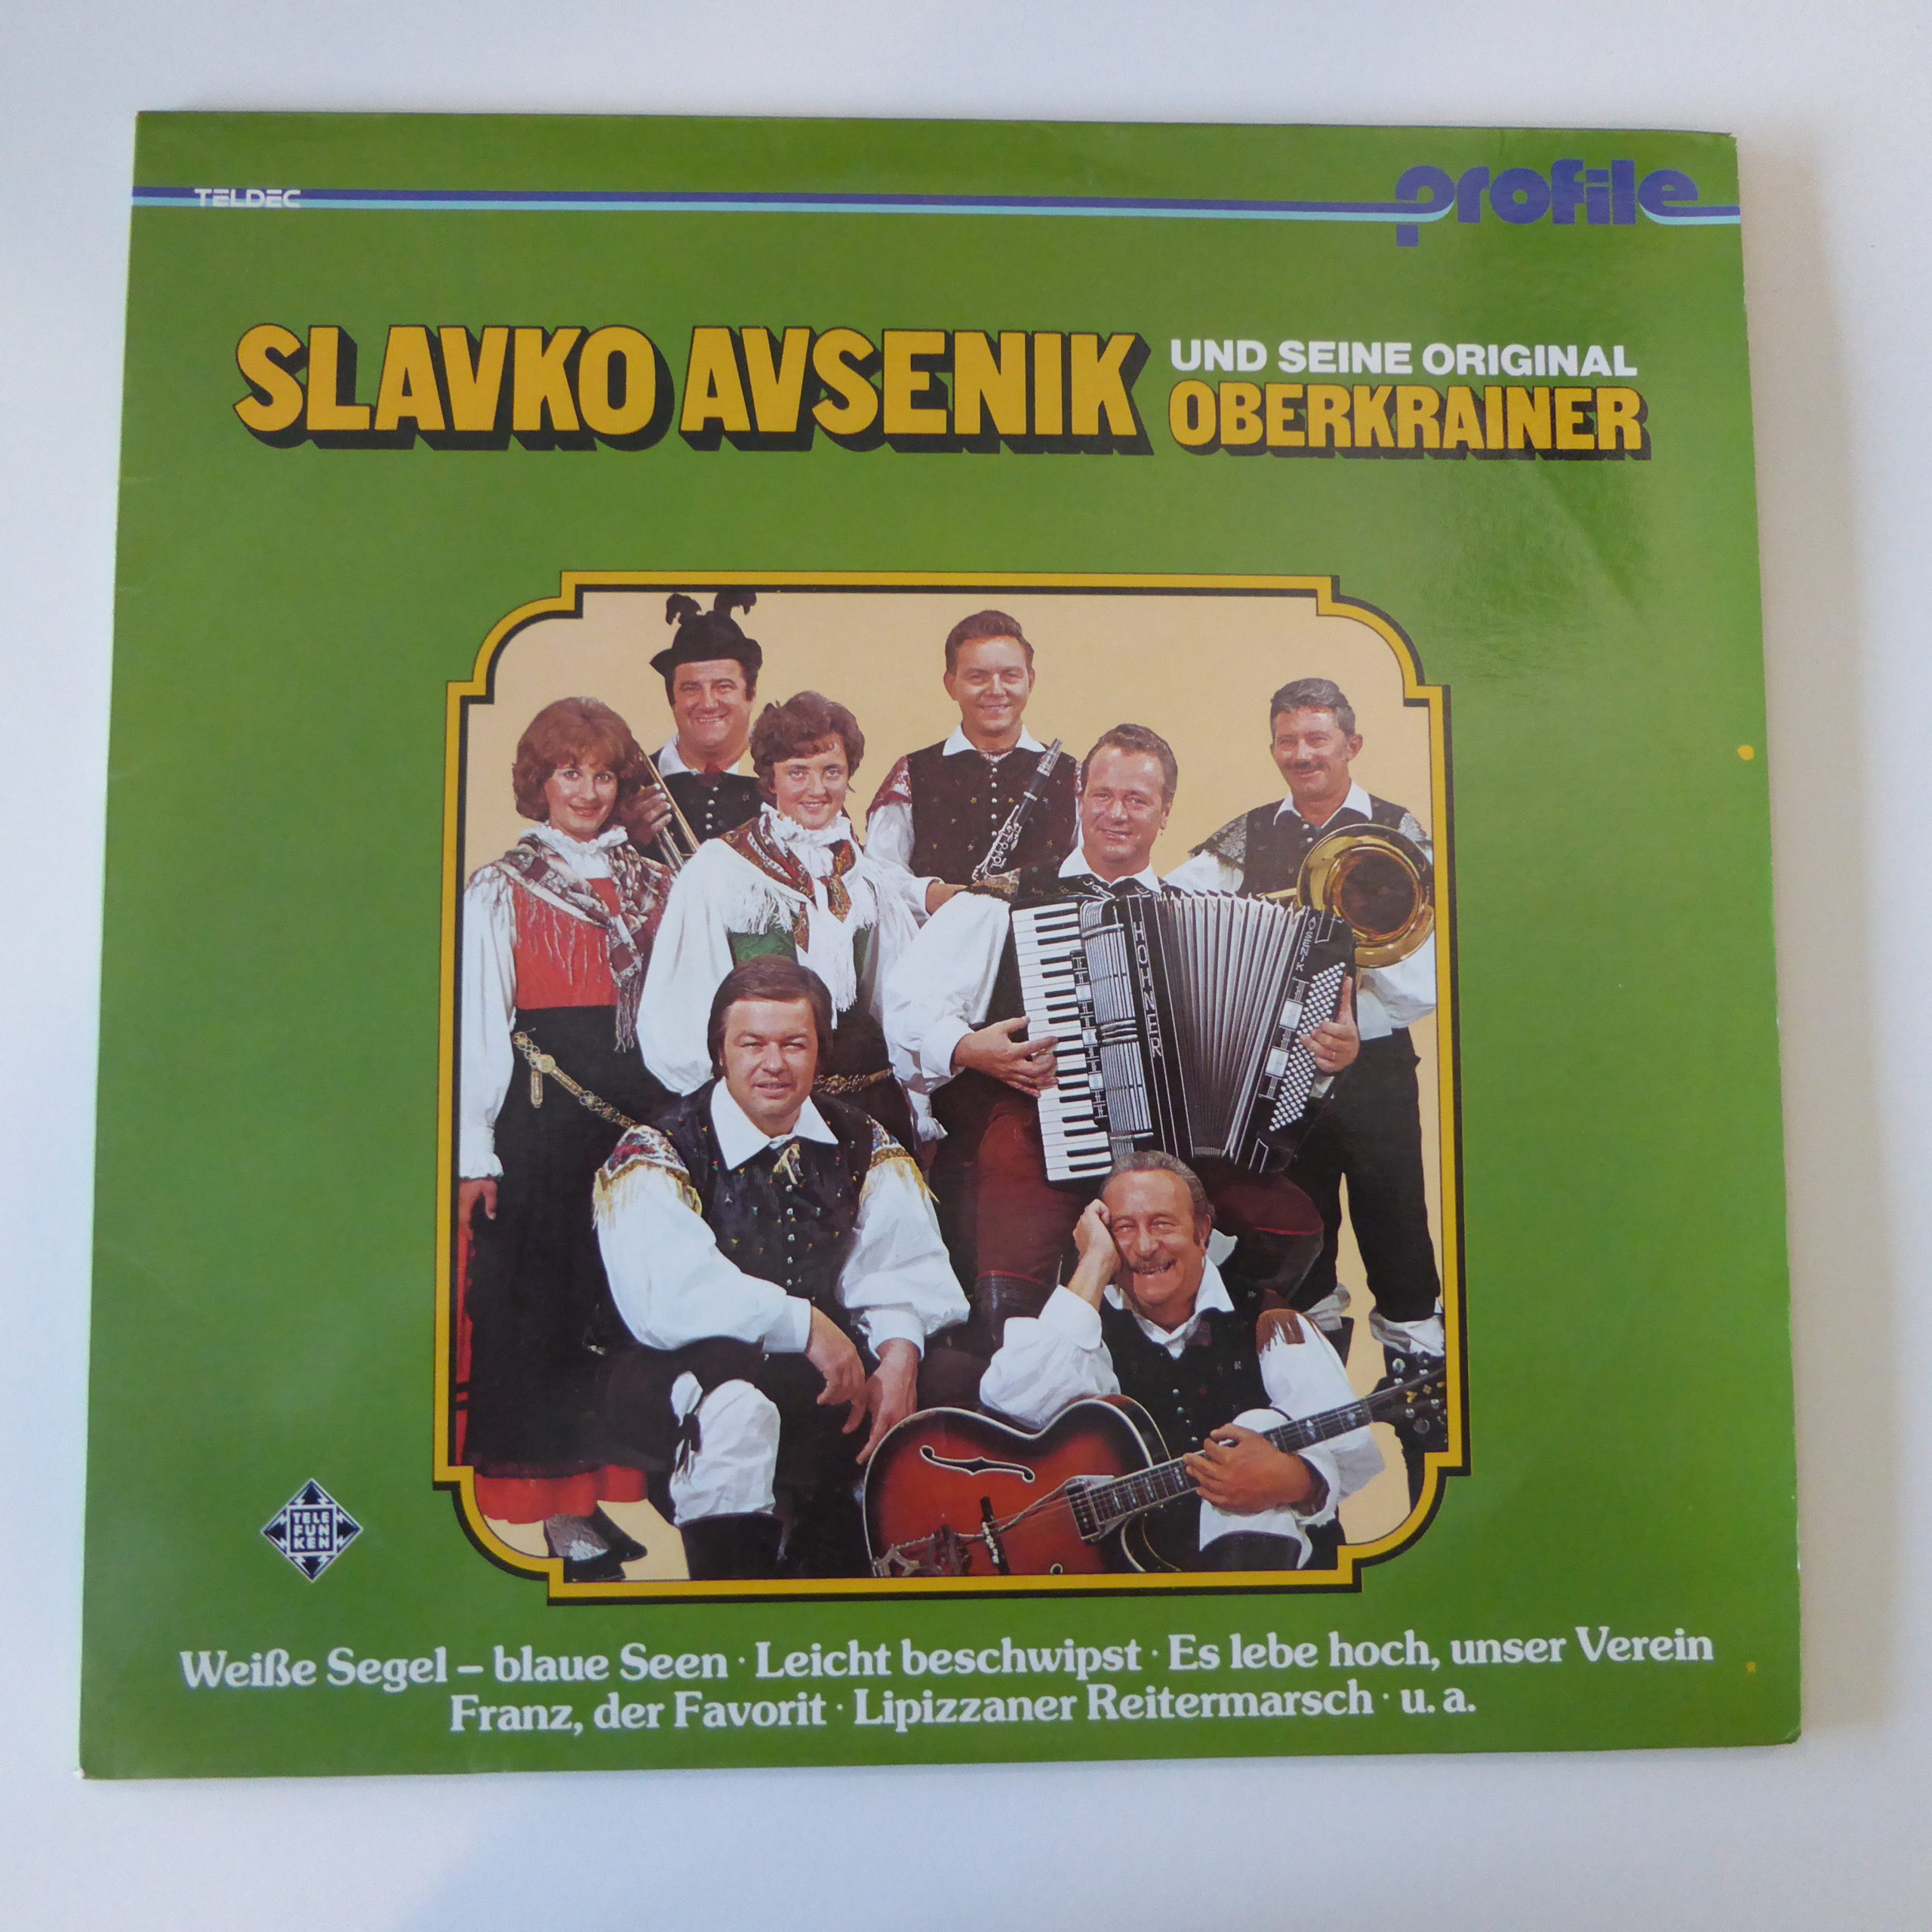 TELDEC
profile
SLAVKO AVSENIK
UND SEINE ORIGINAL
OBERKRAINER
HOHNER
TELE
FUN
KEN
Weiße Segel – blaue Seen · Leicht beschwipst · Es lebe hoch, unser Verein
Franz, der Favorit · Lipizzaner Reitermarsch · u. a.